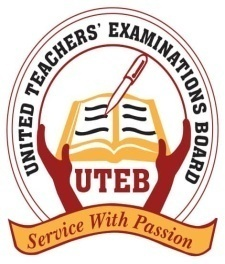 UNITED TEACHERS' EXAMINATIONS BOARD
UTEB
Service With Passion